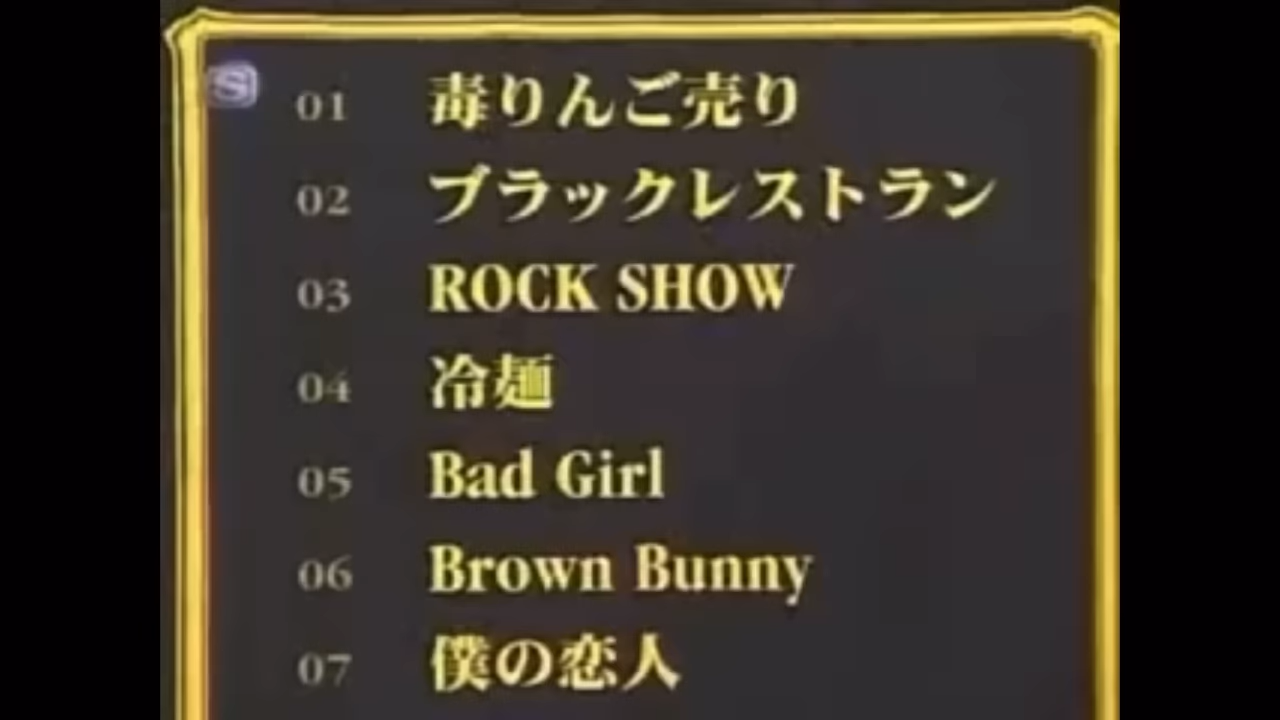 S
01 毒りんご売り
02 ブラックレストラン
03 ROCK SHOW
04 冷麺
05 Bad Girl
06 Brown Bunny
07 僕の恋人